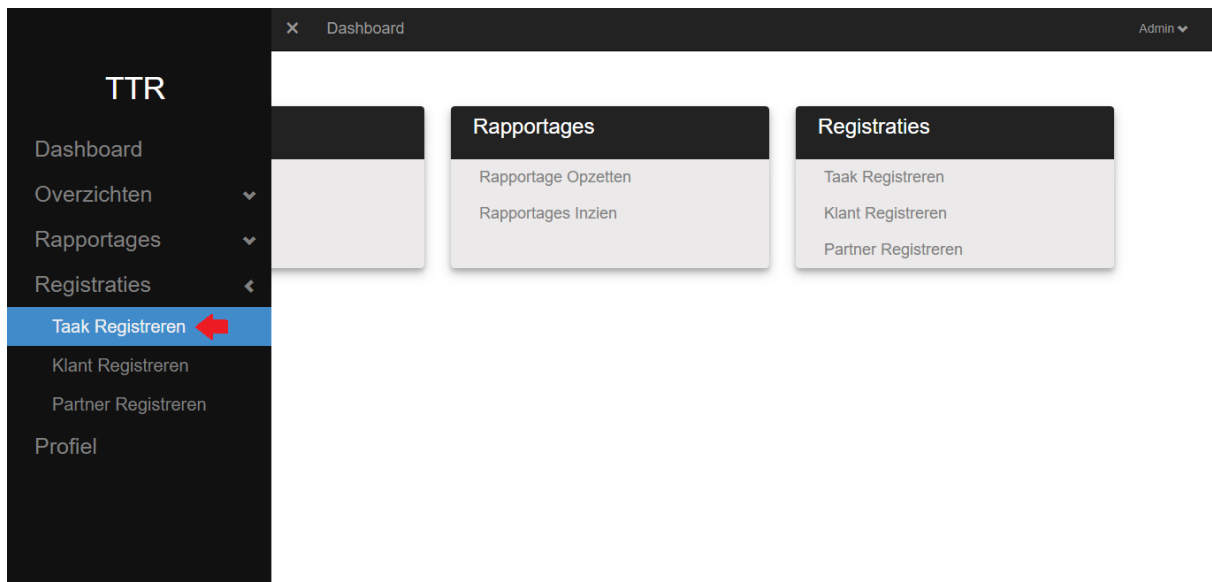 TTR
Dashboard
Overzichten
Rapportages
Registraties
Taak Registreren
Klant Registreren
Partner Registreren
Profiel
× Dashboard
Admin
Rapportages
Rapportage Opzetten
Rapportages Inzien
Registraties
Taak Registreren
Klant Registreren
Partner Registreren